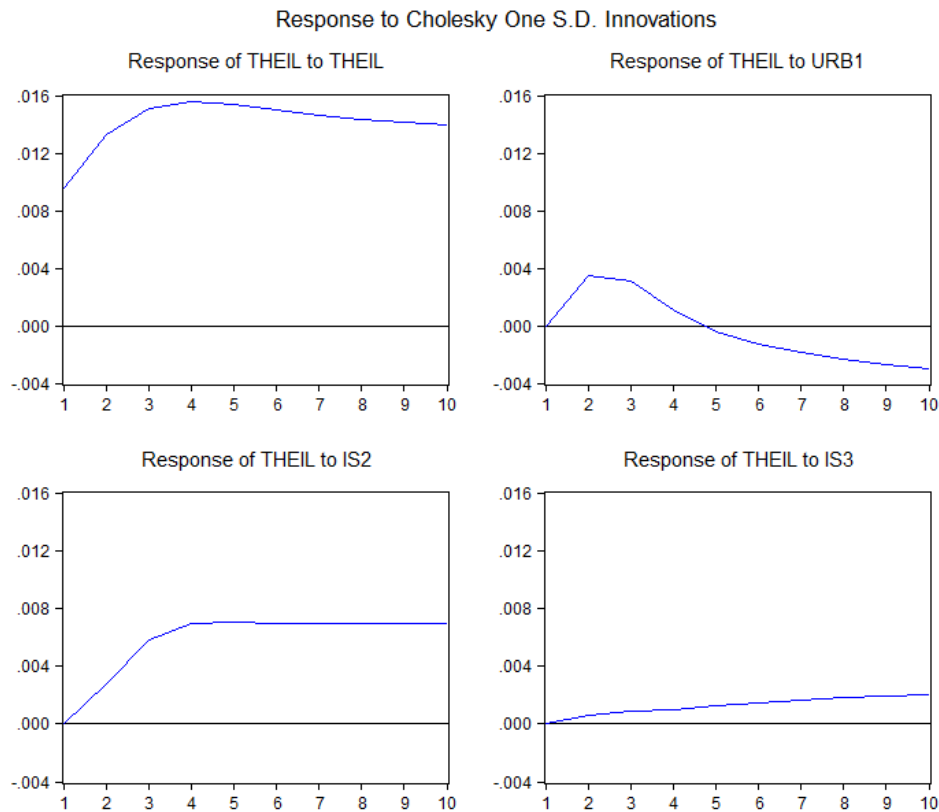 Response to Cholesky One S.D. Innovations
Response of THEIL to THEIL
.016
.012
.008
.004
.000
-.004
1 2 3 4 5 6 7 8 9 10
Response of THEIL to URB1
.016
.012
.008
.004
.000
-.004
1 2 3 4 5 6 7 8 9 10
Response of THEIL to IS2
.016
.012
.008
.004
.000
-.004
1 2 3 4 5 6 7 8 9 10
Response of THEIL to IS3
.016
.012
.008
.004
.000
-.004
1 2 3 4 5 6 7 8 9 10